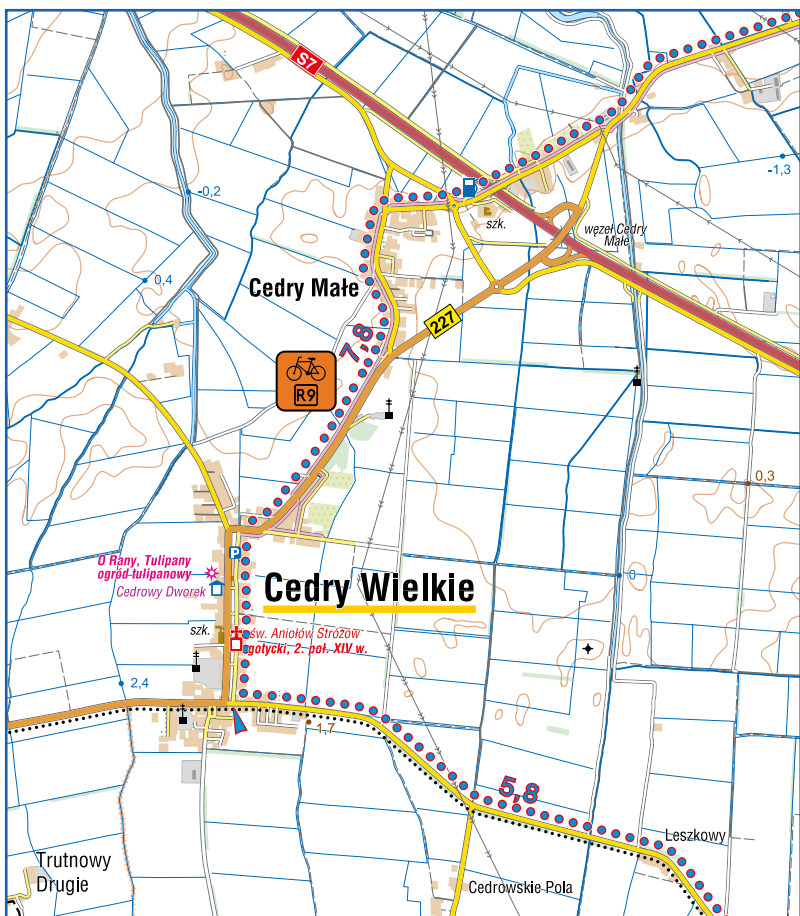 S7
-1,3
-0,2
szk.
węzeł Cedry
Małe
0,4
Cedry Małe
227
7,8
R9
0,3
P
O Rany, Tulipany
ogród tulipanowy
Cedrowy Dworek
Cedry Wielkie
0
szk.
św. Aniołów Stróżów
gotycki, 2. poł. XIV w.
2,4
1,7
5,8
Leszkowy
Trutnowy
Drugie
Cedrowskie Pola